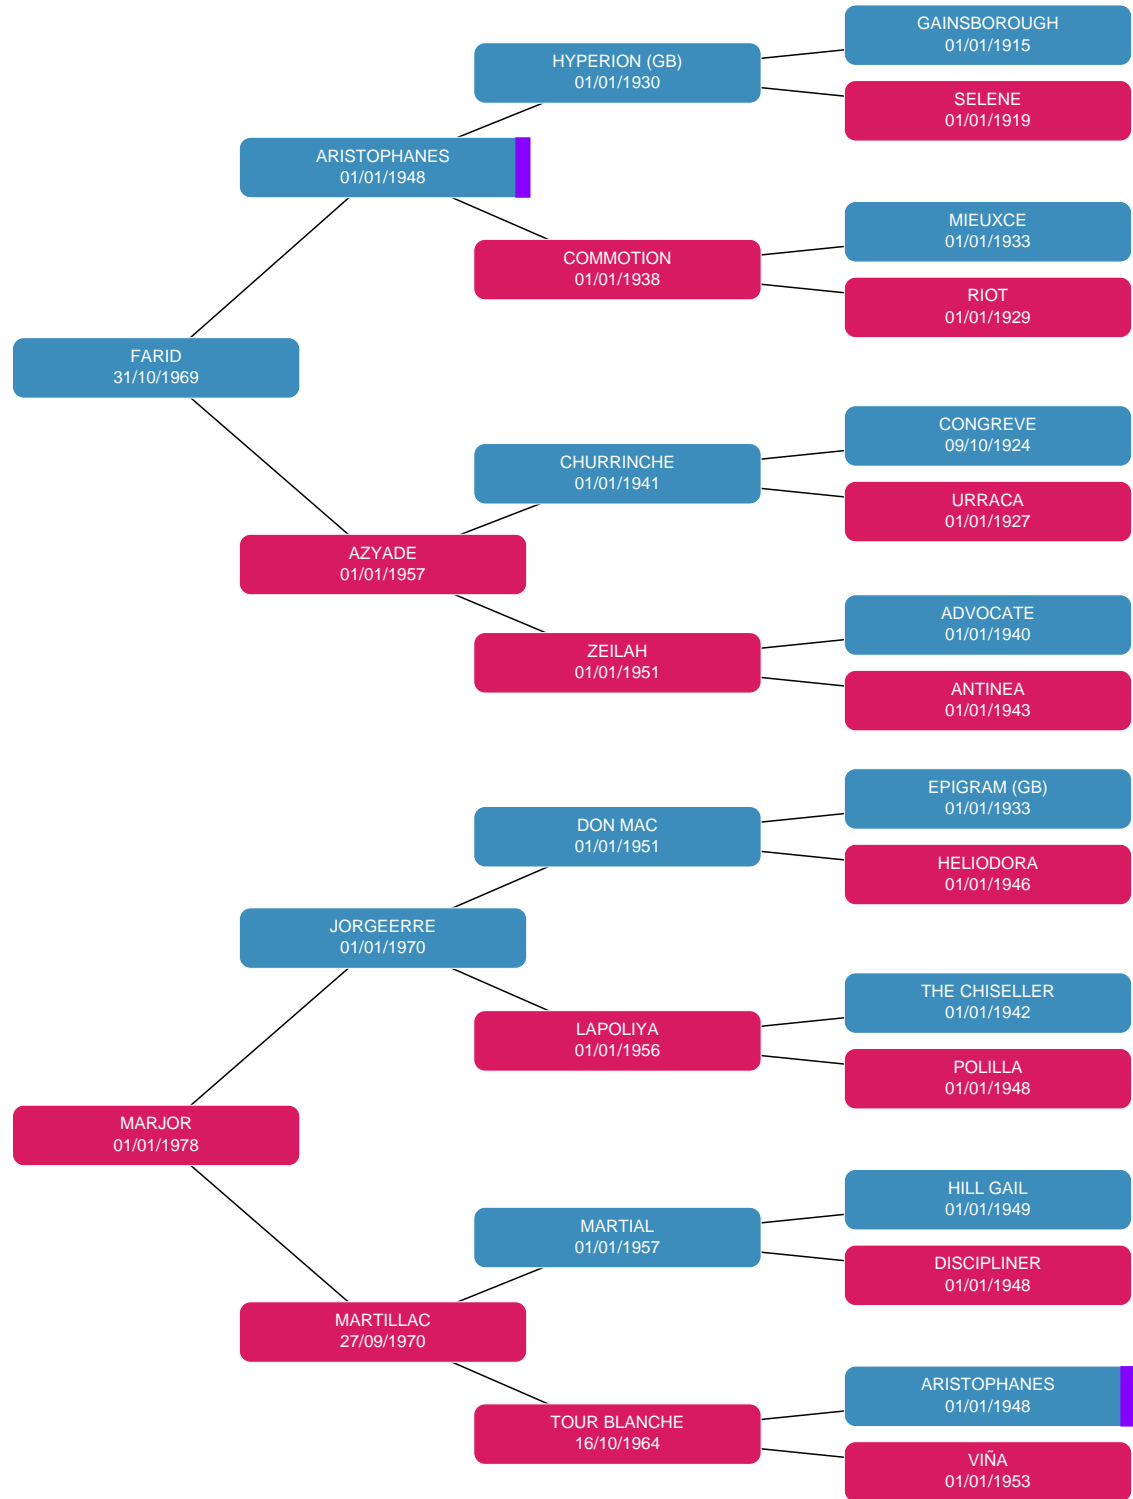 GAINSBOROUGH
01/01/1915
HYPERION (GB)
01/01/1930
SELENE
01/01/1919
ARISTOPHANES
01/01/1948
MIEUXCE
01/01/1933
COMMOTION
01/01/1938
RIOT
01/01/1929
FARID
31/10/1969
CONGREVE
09/10/1924
CHURRINCHE
01/01/1941
URRACA
01/01/1927
AZYADE
01/01/1957
ADVOCATE
01/01/1940
ZEILAH
01/01/1951
ANTINEA
01/01/1943
EPIGRAM (GB)
01/01/1933
DON MAC
01/01/1951
HELIODORA
01/01/1946
JORGEERRE
01/01/1970
THE CHISELLER
01/01/1942
LAPOLIYA
01/01/1956
POLILLA
01/01/1948
MARJOR
01/01/1978
HILL GAIL
01/01/1949
MARTIAL
01/01/1957
DISCIPLINER
01/01/1948
MARTILLAC
27/09/1970
ARISTOPHANES
01/01/1948
TOUR BLANCHE
16/10/1964
VIÑA
01/01/1953